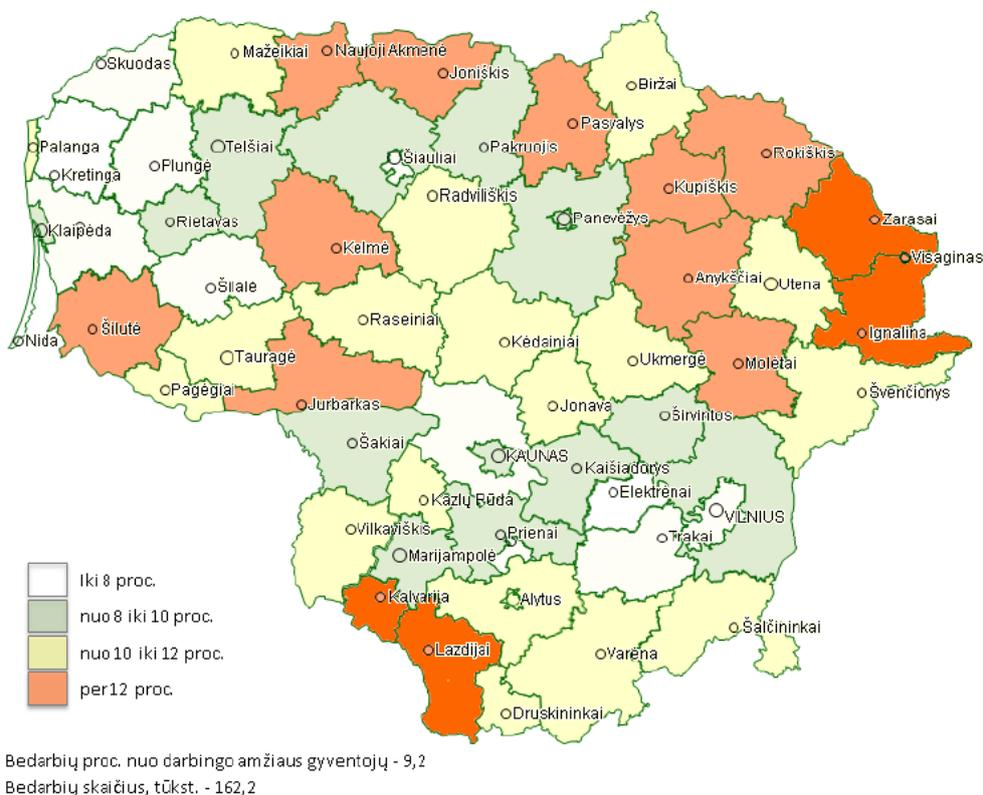 Skuodas
Mažeikiai
Naujoji Akmenė
Joniškis
Biržai
Palanga
Kretinga
Plungė
Telšiai
Šiauliai
Pakruojis
Pasvalys
Rokiškis
Kupiškis
Radviliškis
Rietavas
Klaipėda
Panevėžys
Zarasai
Visaginas
Kelmė
Anykščiai
Utena
Šilalė
Šilutė
Raseiniai
Ignalina
Nida
Kėdainiai
Ukmergė
Molėtai
Tauragė
Pagėgiai
Švenčionys
Jurbarkas
Jonava
Širvintos
Šakiai
KAUNAS
Kaišiadorys
Elektrėnai
Kazlų Rūda
VILNIUS
Vilkaviškis
Prienai
Trakai
Marijampolė
Kalvarija
Alytus
Šalčininkai
Lazdijai
Varėna
Druskininkai
Iki 8 proc.
nuo 8 iki 10 proc.
nuo 10 iki 12 proc.
per 12 proc.
Bedarbių proc. nuo darbingo amžiaus gyventojų - 9,2
Bedarbių skaičius, tūkst. - 162,2